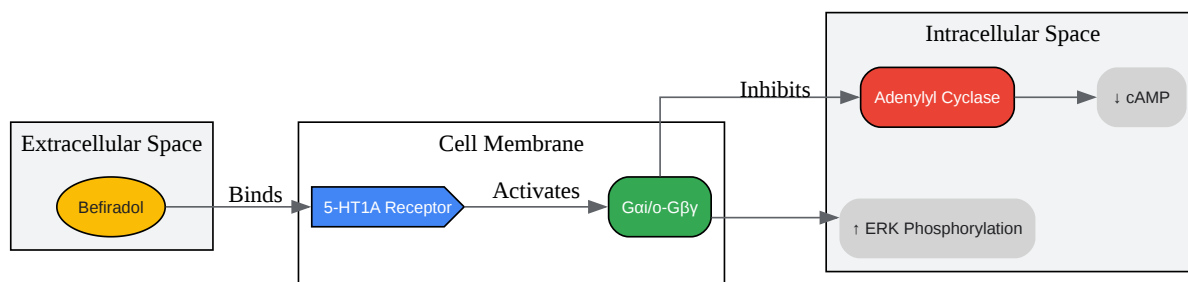 Intracellular Space
Inhibits
Adenylyl Cyclase
↓ cAMP
Extracellular Space
Cell Membrane
Befiradol
Binds
5-HT1A Receptor
Activates
Gαi/o-Gβγ
↑ ERK Phosphorylation